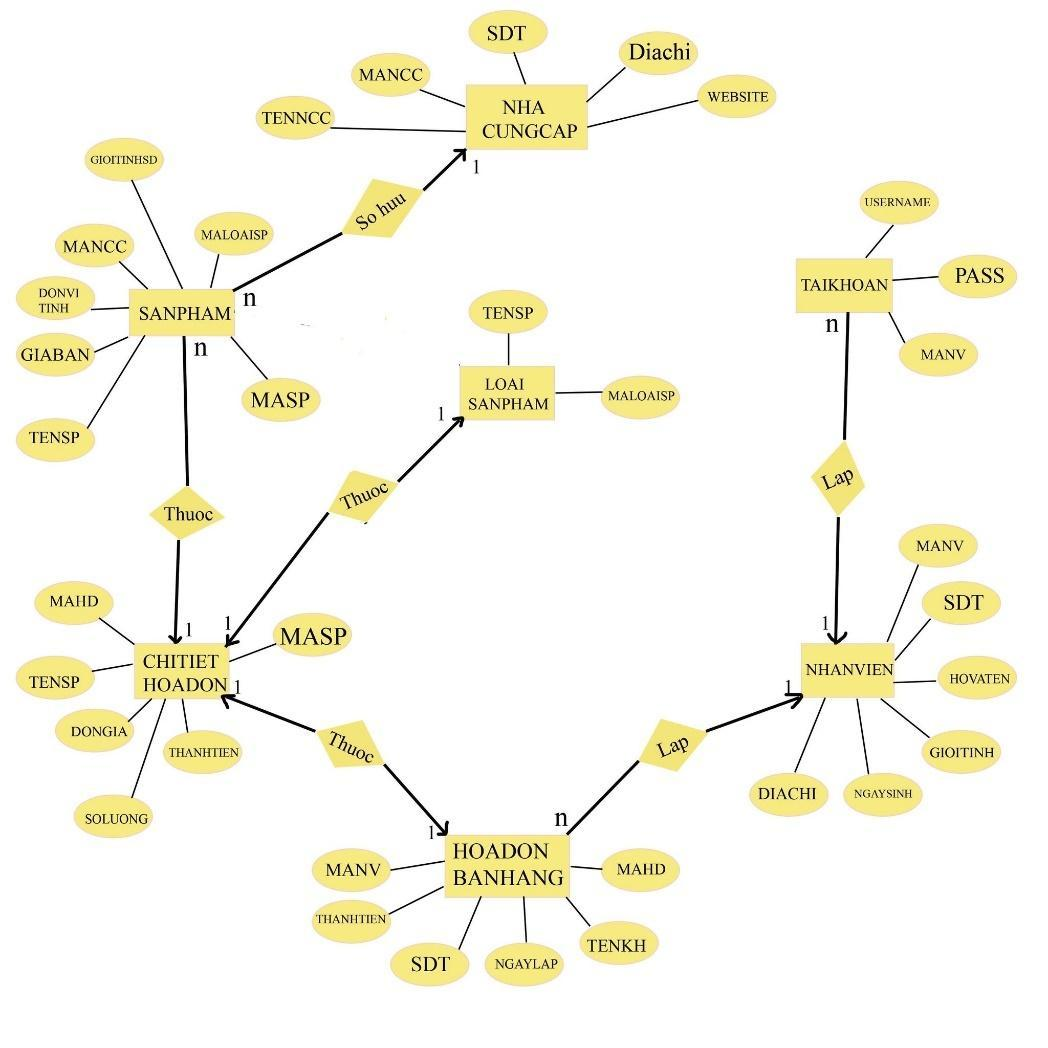 SDT
Diachi
MANCC
WEBSITE
TENNCC
NHA
CUNGCAP
1
So huu
GIOITINHSD
MANCC
MALOAISP
DONVI
TINH
SANPHAM
n
n
GIABAN
MASP
TENSP
TENSP
LOAI
SANPHAM
MALOAISP
1
Thuoc
USERNAME
TAIKHOAN
PASS
n
MANV
Lap
Thuoc
1
1
MAHD
MASP
CHITIET
HOADON
1
TENSP
DONGIA
THANHTIEN
SOLUONG
Thuoc
1
MANV
SDT
1
NHANVIEN
HOVATEN
1
GIOITINH
DIACHI
NGAYSINH
Lap
n
HOADON
BANHANG
MANV
MAHD
THANHTIEN
SDT
NGAYLAP
TENKH